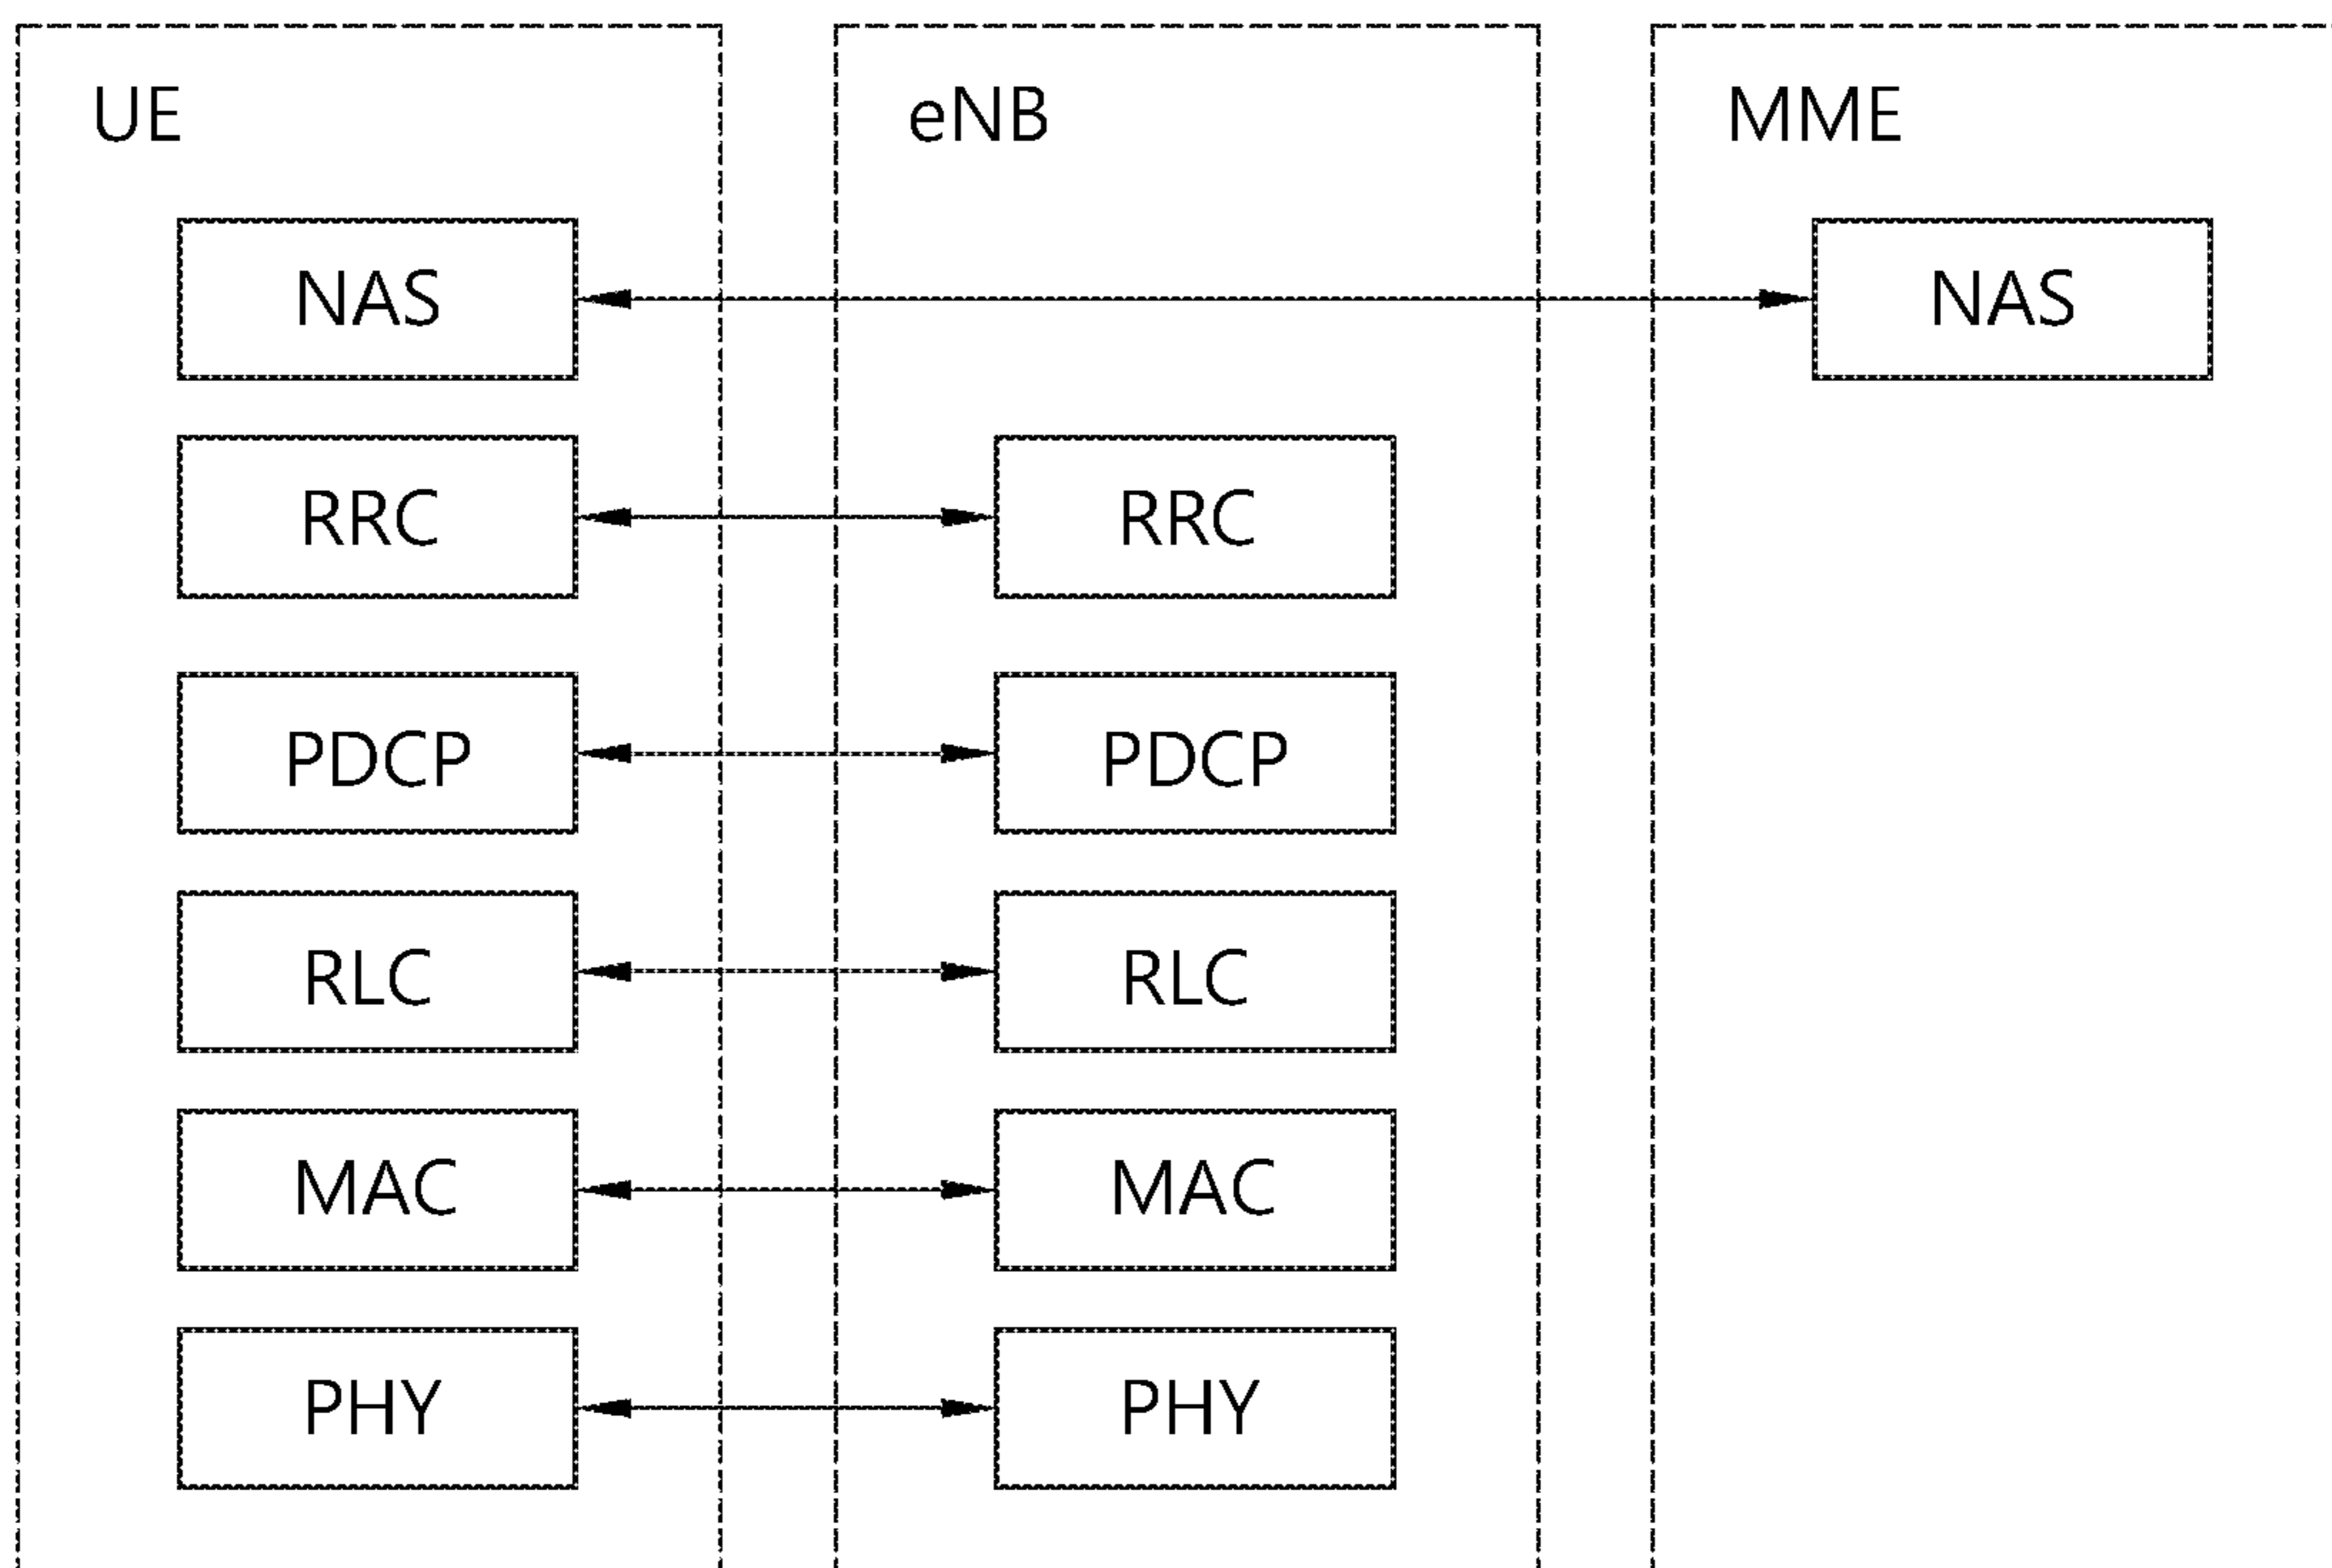 UE
eNB
MME
NAS
NAS
RRC
RRC
PDCP
PDCP
RLC
RLC
MAC
MAC
PHY
PHY